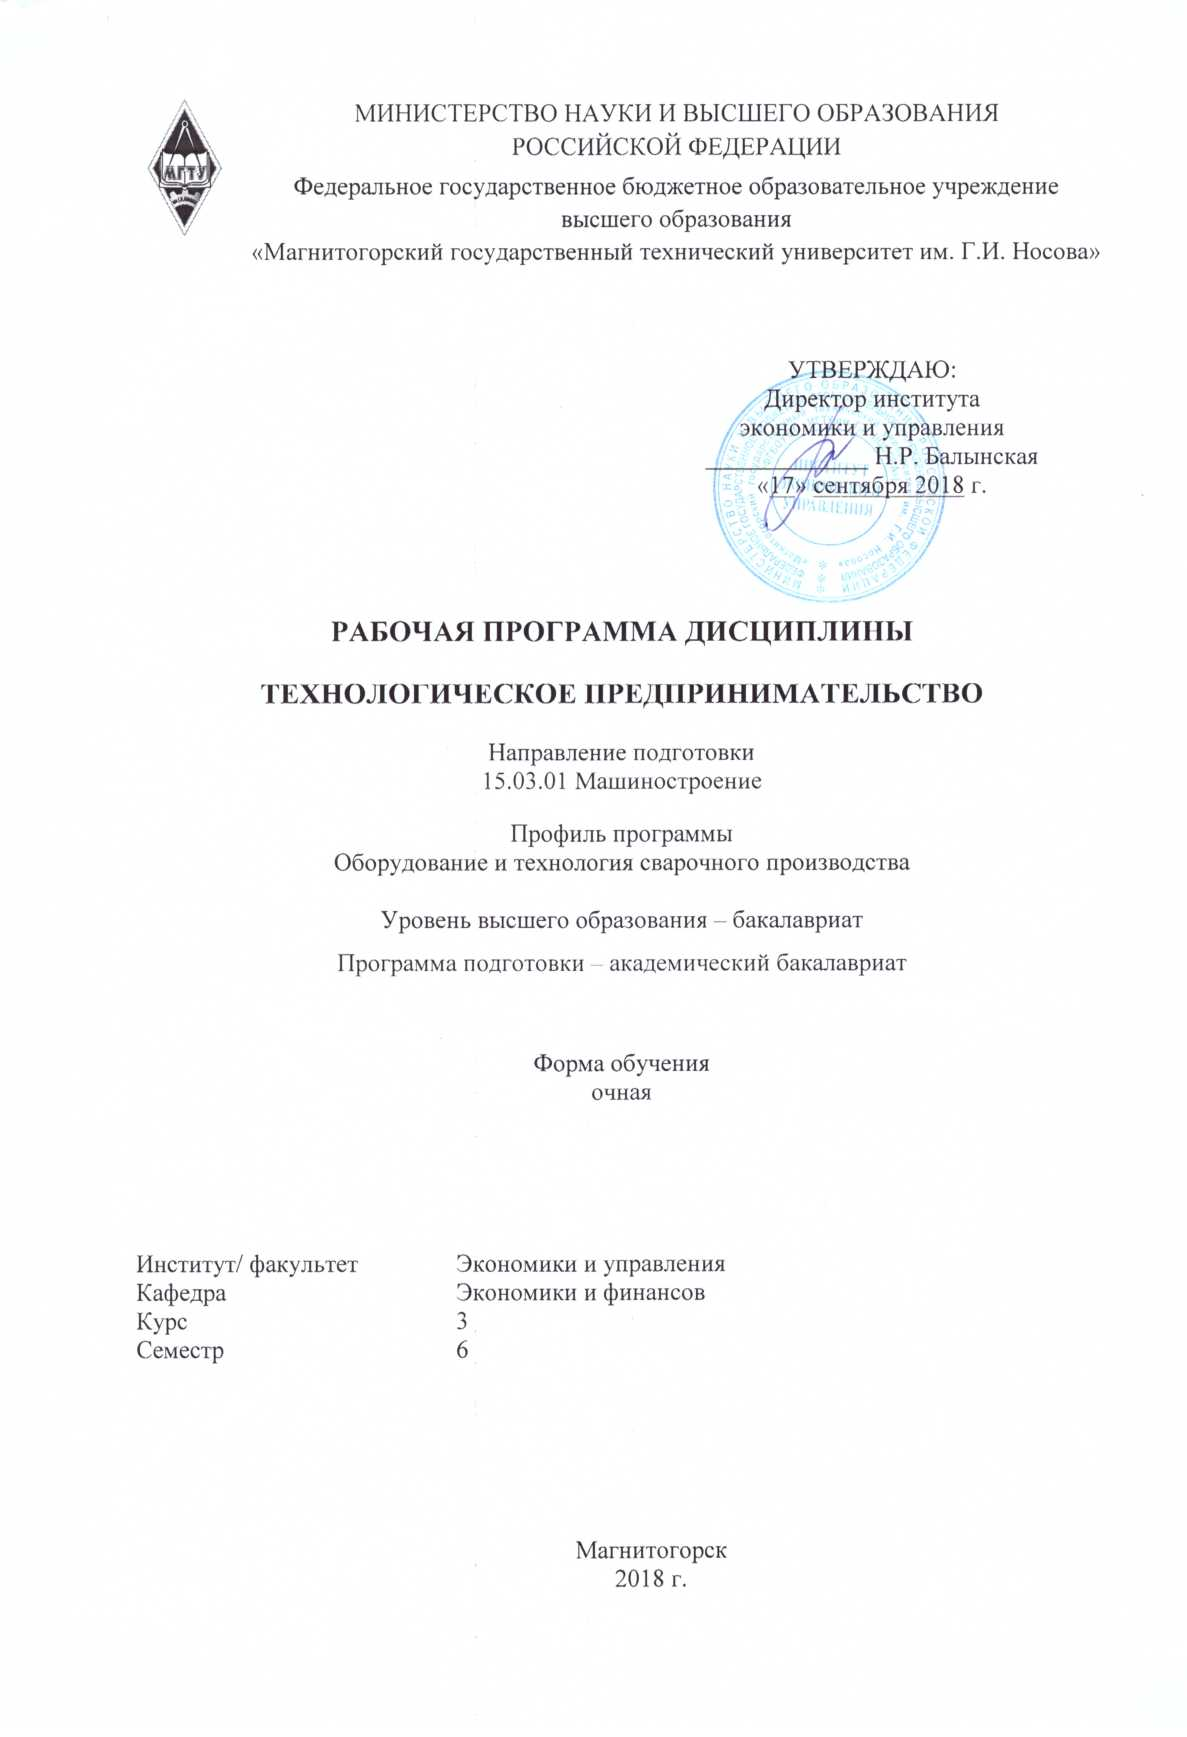 МГТУ
МИНИСТЕРСТВО НАУКИ И ВЫСШЕГО ОБРАЗОВАНИЯ
РОССИЙСКОЙ ФЕДЕРАЦИИ
Федеральное государственное бюджетное образовательное учреждение
высшего образования
«Магнитогорский государственный технический университет им. Г.И. Носова»
УТВЕРЖДАЮ:
Директор института
экономики и управления
Н.Р. Балынская
«17» сентября 2018 г.
РАБОЧАЯ ПРОГРАММА ДИСЦИПЛИНЫ
ТЕХНОЛОГИЧЕСКОЕ ПРЕДПРИНИМАТЕЛЬСТВО
Направление подготовки
15.03.01 Машиностроение
Профиль программы
Оборудование и технология сварочного производства
Уровень высшего образования – бакалавриат
Программа подготовки – академический бакалавриат
Форма обучения
очная
Институт/ факультет Экономики и управления
Кафедра Экономики и финансов
Курс 3
Семестр 6
Магнитогорск
2018 г.